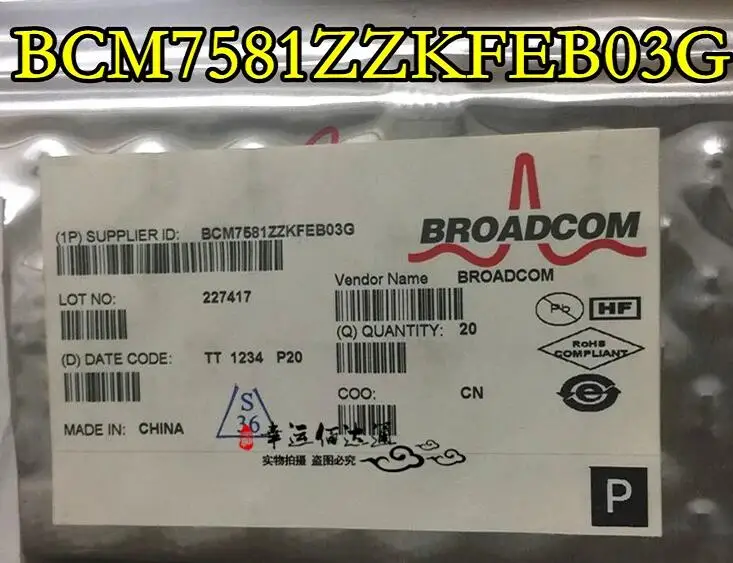 BCM7581ZZKFEB03G
(1P) SUPPLIER ID: BCM7581ZZKFEB03G
BROADCOM
Vendor Name BROADCOM
LOT NO: 227417
Pb
HF
(Q) QUANTITY: 20
RoHS
COMPLIANT
(D) DATE CODE: TT 1234 P20
e
COO: CN
S
36
MADE IN: CHINA
幸运佰达通
实物拍摄 盗图必究
P